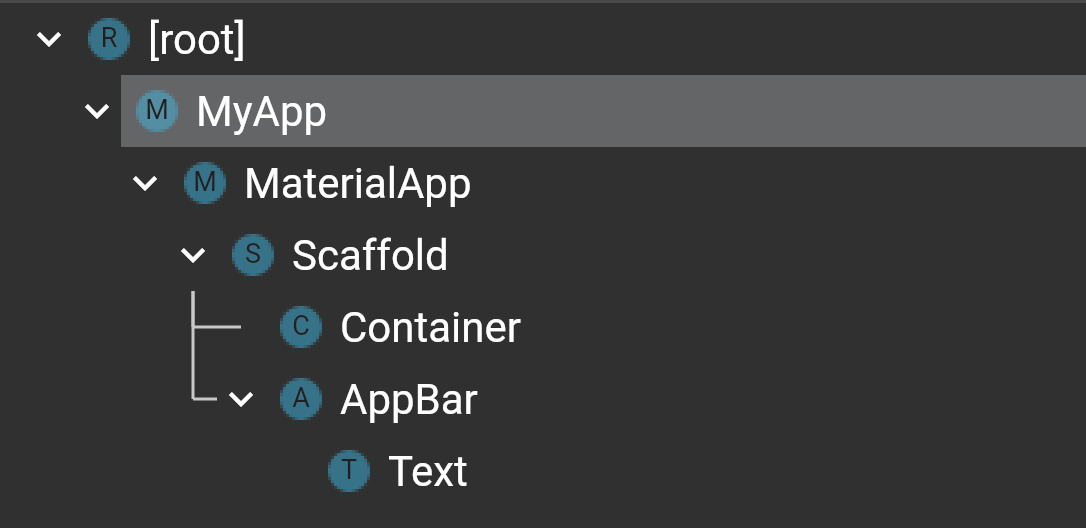 R [root]
M MyApp
M MaterialApp
S Scaffold
C Container
A AppBar
T Text